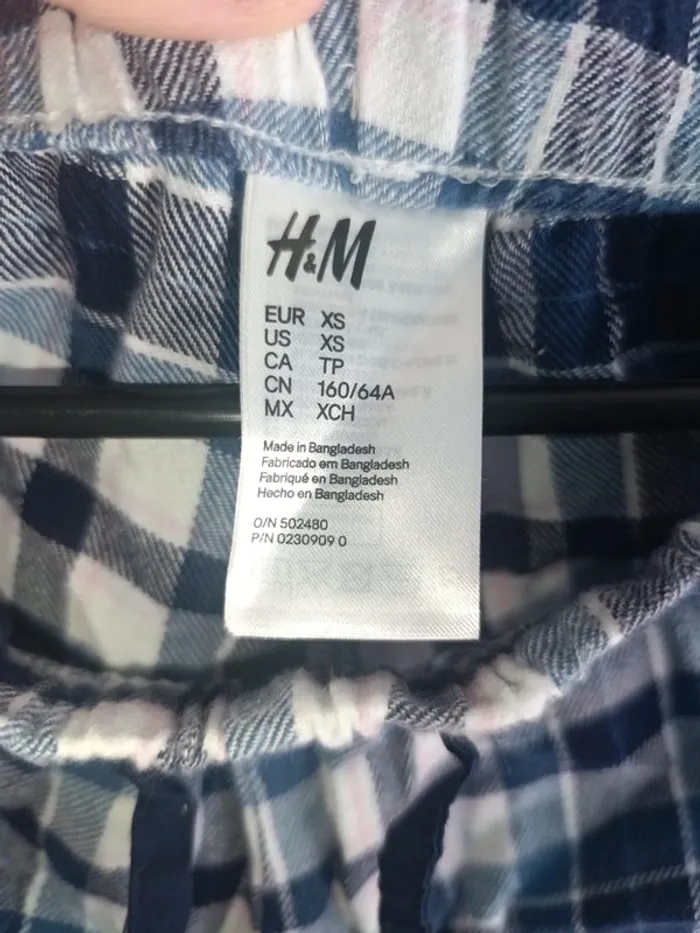 H&M
EUR XS
US XS
CA TP
CN 160/64A
MX XCH
Made in Bangladesh
Fabricado em Bangladesh
Fabriqué en Bangladesh
Hecho en Bangladesh
O/N 502480
P/N 0230909 0